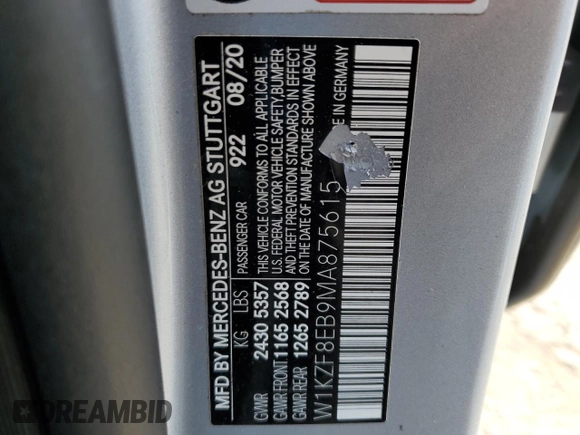 MFD BY MERCEDES-BENZ AG STUTTGART
PASSENGER CAR 922 08/20
KG LBS
GVWR 2430 5357
GAWR FRONT 1165 2568
GAWR REAR 1265 2789
THIS VEHICLE CONFORMS TO ALL APPLICABLE
U.S. FEDERAL MOTOR VEHICLE SAFETY, BUMPER
AND THEFT PREVENTION STANDARDS IN EFFECT
ON THE DATE OF MANUFACTURE SHOWN ABOVE
W1KZF8EB9MA875615
IN GERMANY
DREAMBID